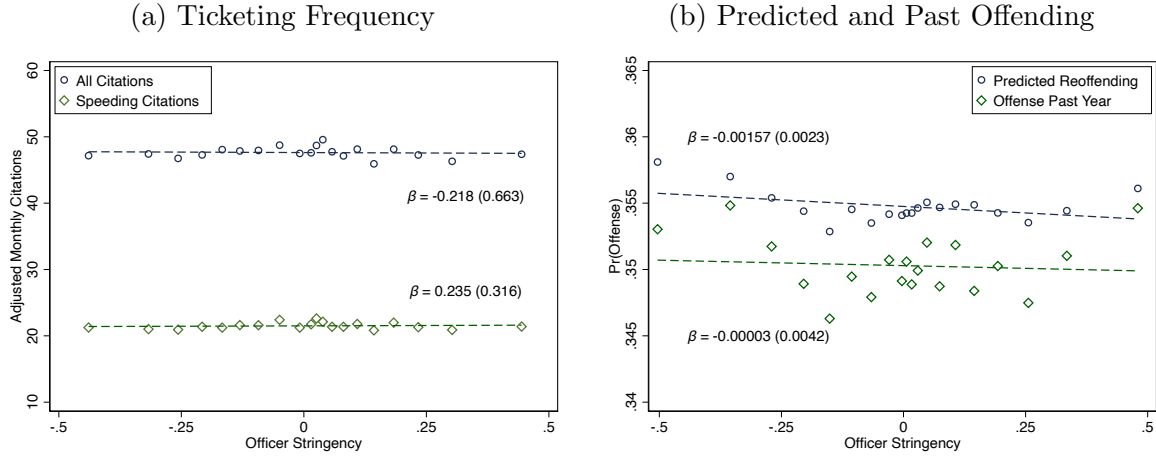 (a) Ticketing Frequency
All Citations
Speeding Citations
Adjusted Monthly Citations
60
50
40
30
20
10
β = -0.218 (0.663)
β = 0.235 (0.316)
-.5
-.25
0
.25
.5
Officer Stringency
(b) Predicted and Past Offending
Predicted Reoffending
Offense Past Year
Pr(Offense)
.365
.36
.355
.35
.345
.34
β = -0.00157 (0.0023)
β = -0.00003 (0.0042)
-.5
-.25
0
.25
.5
Officer Stringency